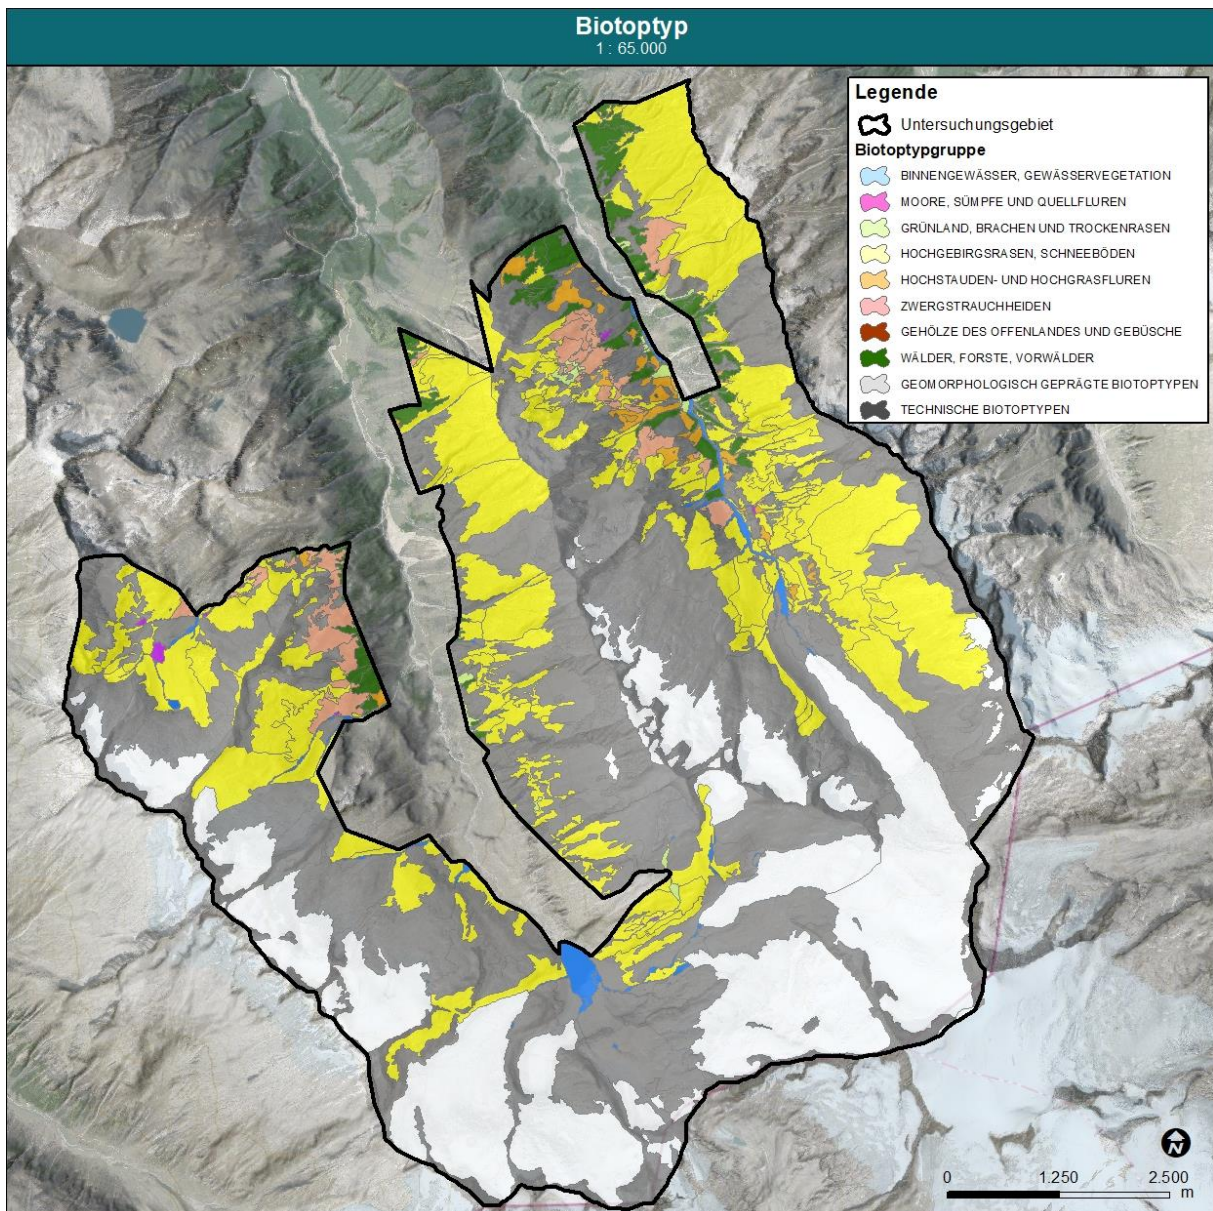 Biotoptyp
1 : 65.000
Legende
Untersuchungsgebiet
Biotoptypgruppe
BINNENGEWÄSSER, GEWÄSSERVEGETATION
MOORE, SÜMPFE UND QUELLFLUREN
GRÜNLAND, BRACHEN UND TROCKENRASEN
HOCHGEBIRGSRASEN, SCHNEEBÖDEN
HOCHSTAUDEN- UND HOCHGRASFLUREN
ZWERGSTRAUCHHEIDEN
GEHÖLZE DES OFFENLANDES UND GEBÜSCHE
WÄLDER, FORSTE, VORWÄLDER
GEOMORPHOLOGISCH GEPRÄGTE BIOTOPTYPEN
TECHNISCHE BIOTOPTYPEN
N
0 1.250 2.500
m